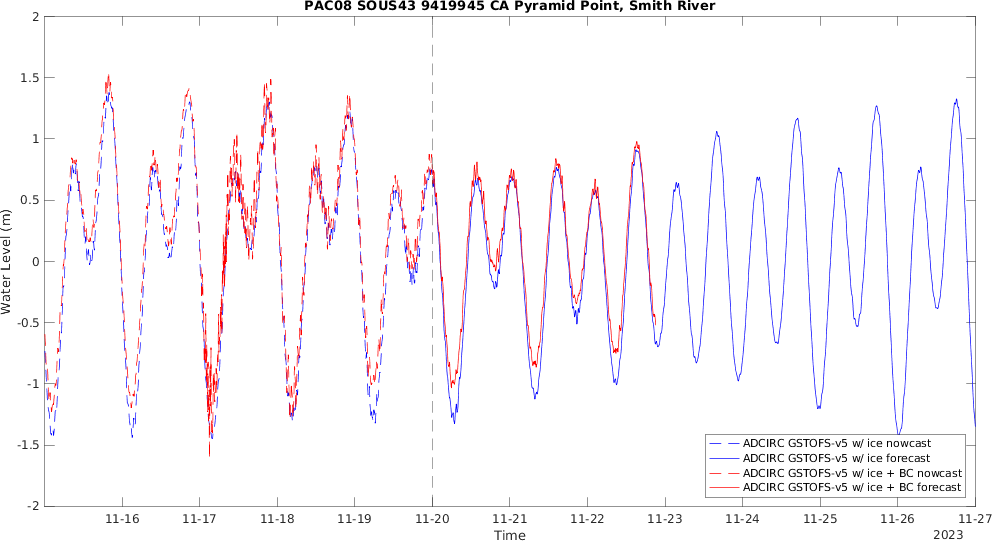 PAC08 SOUS43 9419945 CA Pyramid Point, Smith River
2
1.5
1
0.5
0
-0.5
-1
-1.5
-2
Water Level (m)
11-16 11-17 11-18 11-19 11-20 11-21 11-22 11-23 11-24 11-25 11-26 11-27
Time
2023
ADCIRC GSTOFS-v5 w/ ice nowcast
ADCIRC GSTOFS-v5 w/ ice forecast
ADCIRC GSTOFS-v5 w/ ice + BC nowcast
ADCIRC GSTOFS-v5 w/ ice + BC forecast